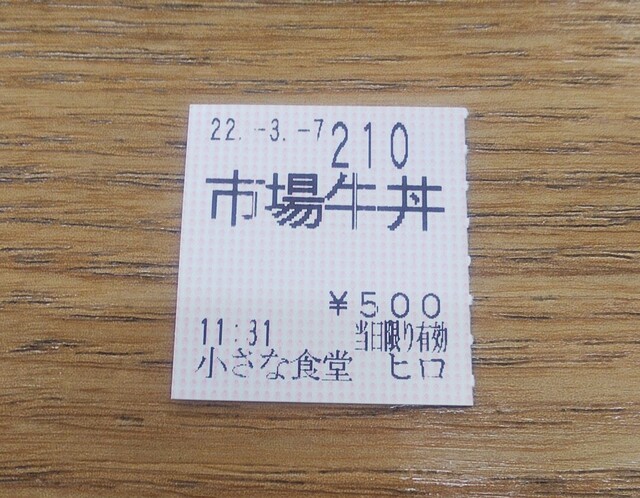 22.-3.-7 210
市場牛丼
¥500
11:31 当日限り有効
小さな食堂 ヒロ